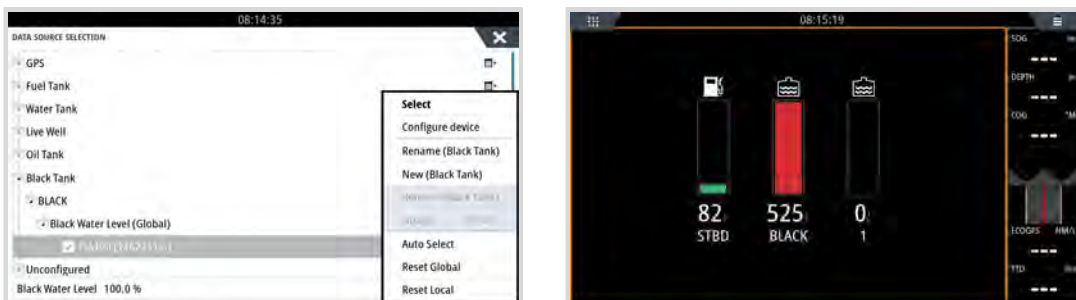 08:14:35
DATA SOURCE SELECTION
GPS
Fuel Tank
Water Tank
Live Well
Oil Tank
Black Tank
BLACK
Black Water Level (Global)
Unconfigured
Black Water Level 100.0 %
Select
Configure device
Rename (Black Tank)
New (Black Tank)
Auto Select
Reset Global
Reset Local
08:15:19
82
STBD
525
BLACK
0
1
SOG
---
DEPTH
---
COG °M
---
ECOGPS NM/L
TTD
---